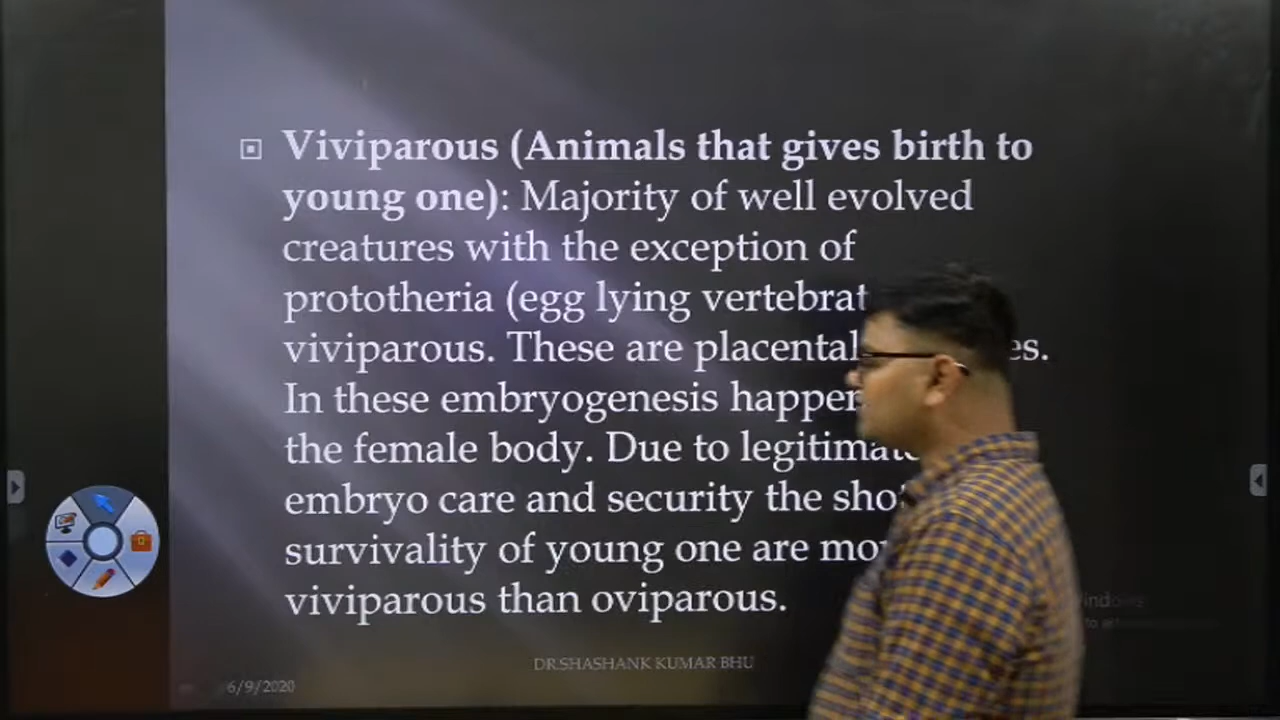 Viviparous (Animals that gives birth to
young one): Majority of well evolved
creatures with the exception of
prototheria (egg lying
viviparous. These are placental
In these embryogenesis
the female body. Due to
embryo care and security the
survivality of young one are
viviparous than oviparous.
DR.SHASHANK KUMAR BHU
6/9/2020